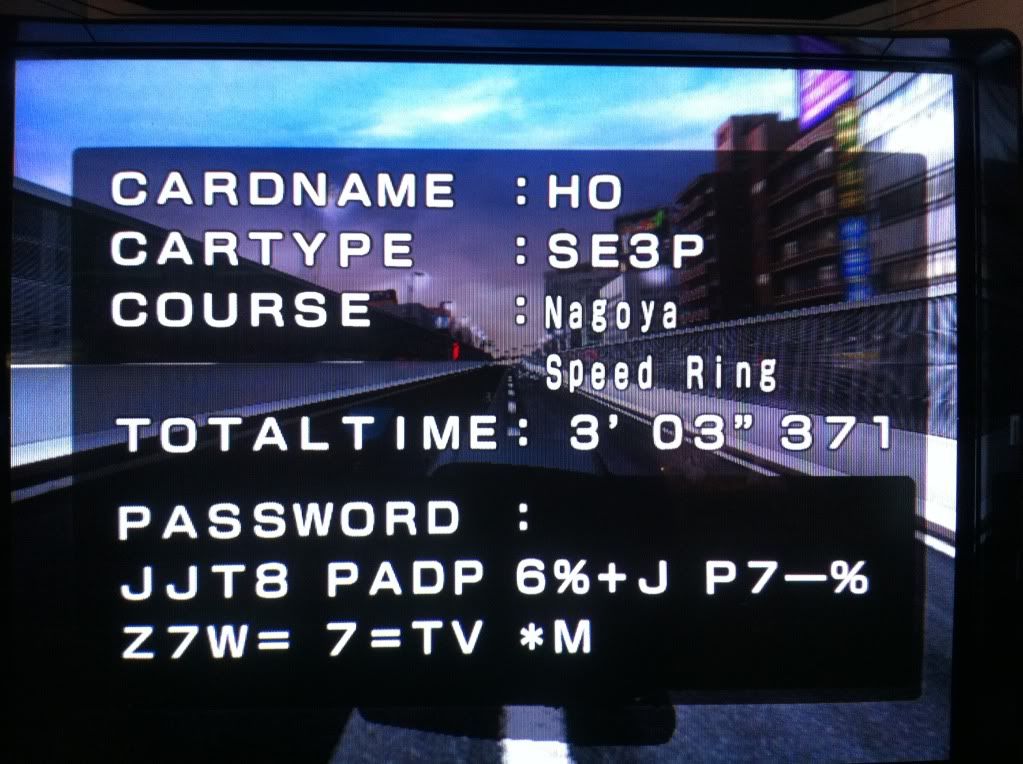 CARDNAME : HO
CARTYPE : SE3P
COURSE : Nagoya
Speed Ring
TOTALTIME: 3' 03" 371
PASSWORD :
JJT8 PADP 6%+J P7—%
Z7W= 7=TV *M